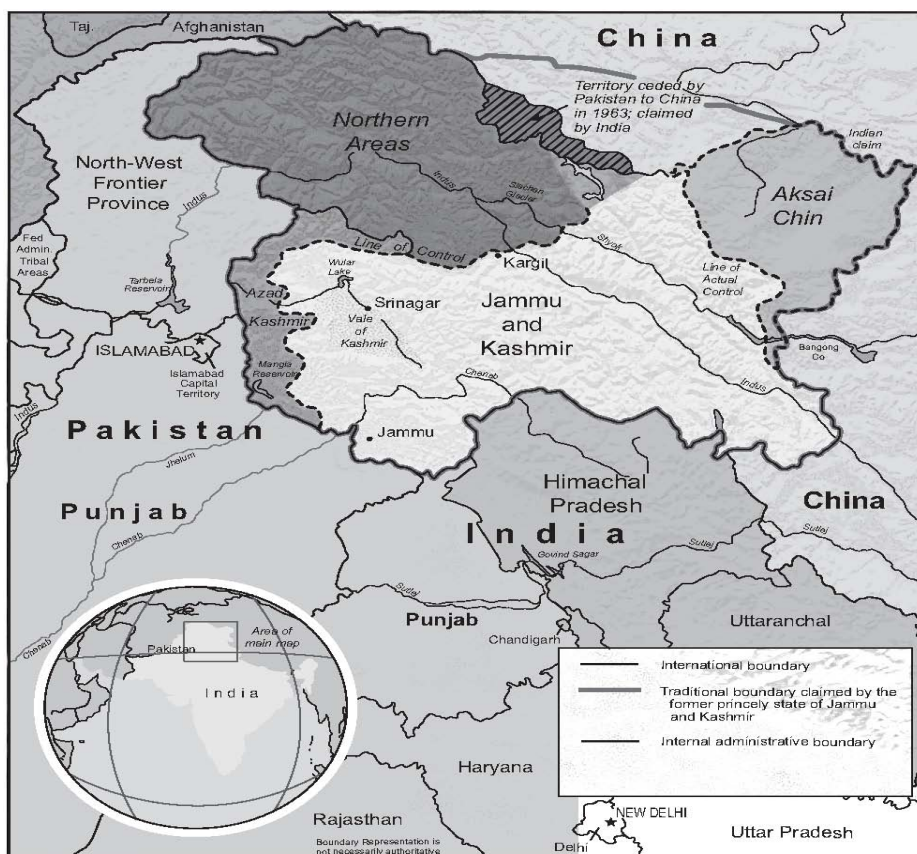 Taj.
Afghanistan
China
Territory ceded by
Pakistan to China
in 1963; claimed
by India
Indian
claim
Northern
Areas
North-West
Frontier
Province
Indus
Indus
Siachen
Glacier
Aksai
Chin
Fed
Admin.
Tribal
Areas
Line of Control
Kargil
Shyok
Line of
Actual
Control
Wular
Lake
Tarbela
Reservoir
Azad
Kashmir
Srinagar
Vale
of
Kashmir
Jammu
and
Kashmir
ISLAMABAD
Islamabad
Capital
Territory
Mangla
Reservoir
Bangong
Co
Chenab
Indus
Indus
Pakistan
Jammu
Jhelum
Himachal
Pradesh
China
Punjab
Chenab
India
Govind Sagar
Sutlej
Sutlej
Sutlej
Punjab
Chandigarh
Uttaranchal
Chenab
Pakistan
Area of
main map
India
International boundary
Traditional boundary claimed by the
former princely state of Jammu
and Kashmir
Internal administrative boundary
Haryana
Rajasthan
Boundary Representation is
not necessarily authoritative
NEW DELHI
Delhi
Uttar Pradesh